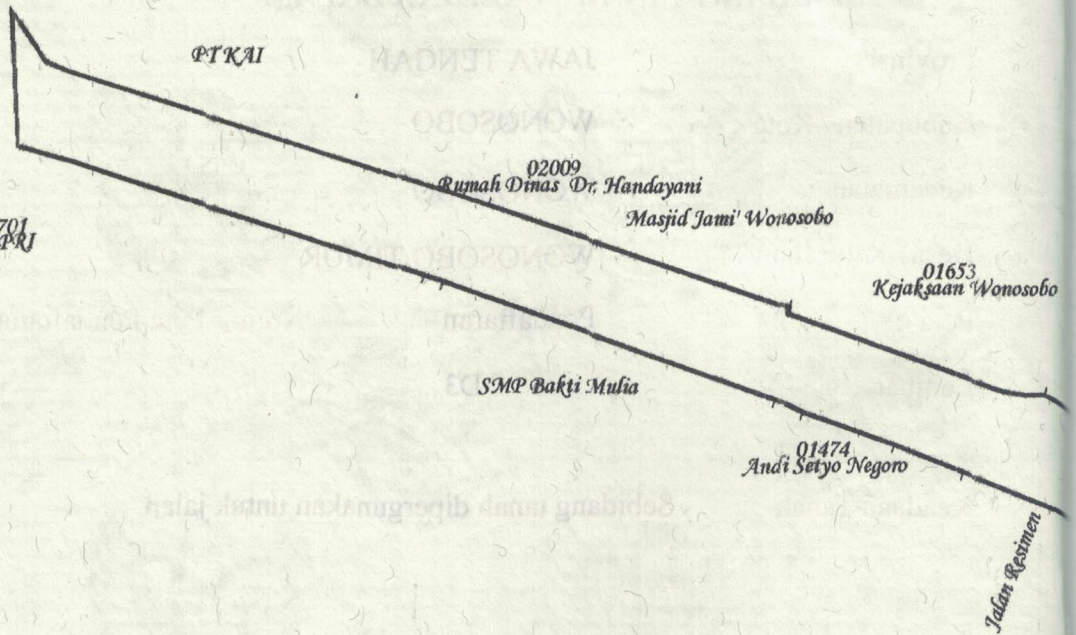 PT KAI
02009
Rumah Dinas Dr. Handayani
Masjid Jami' Wonosobo
701
PRI
01653
Kejaksaan Wonosobo
SMP Bakti Mulia
01474
Andi Setyo Negoro
Jalan Resimen
JAWA TENGAH
WONOSOBO
WONOSOBO TIMUR
Sebidang tanah dipergunakan untuk jalan